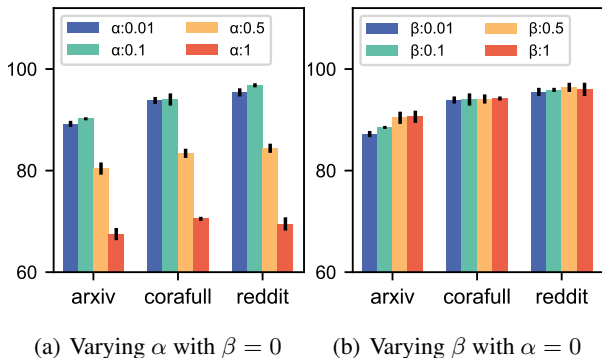 α:0.01 α:0.5
α:0.1 α:1
100
80
60
arxiv corafull reddit
(a) Varying α with β = 0
β:0.01 β:0.5
β:0.1 β:1
100
80
60
arxiv corafull reddit
(b) Varying β with α = 0